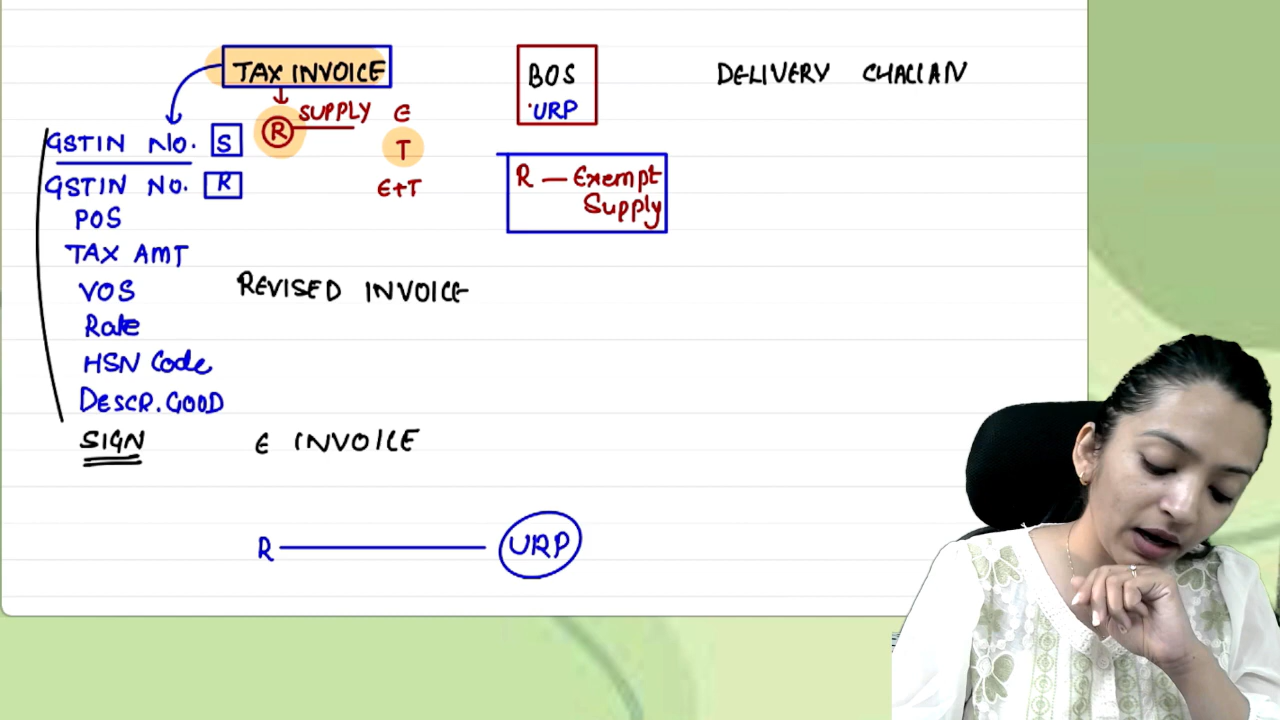 TAX INVOICE
SUPPLY
R
E
T
E+T
GSTIN NO. S
GSTIN NO. R
POS
TAX AMT
VOS
Rate
HSN Code
DESCR. GOOD
SIGN
BOS
URP
R — Exempt
Supply
DELIVERY CHALLAN
REVISED INVOICE
E INVOICE
R — URP